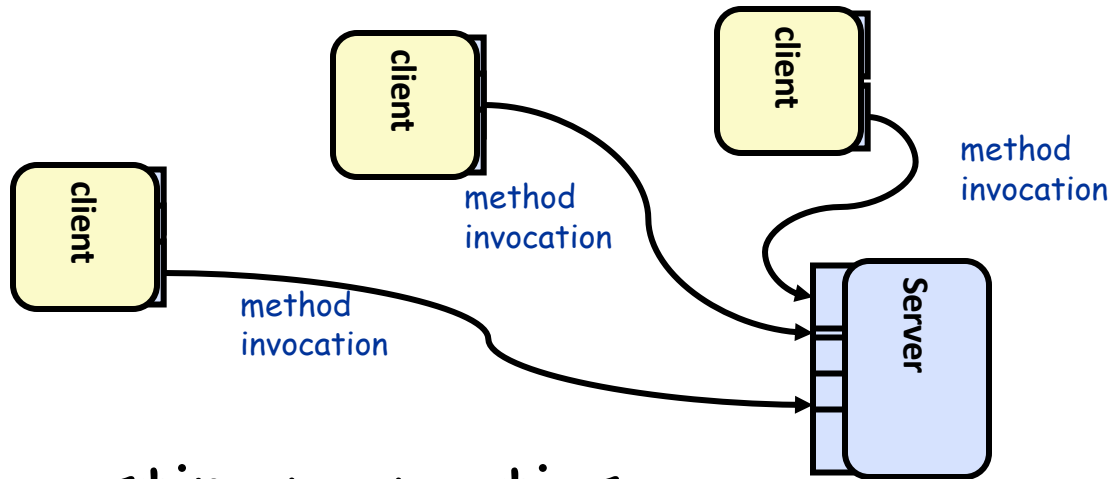 client
client
client
method
invocation
method
invocation
method
invocation
Server